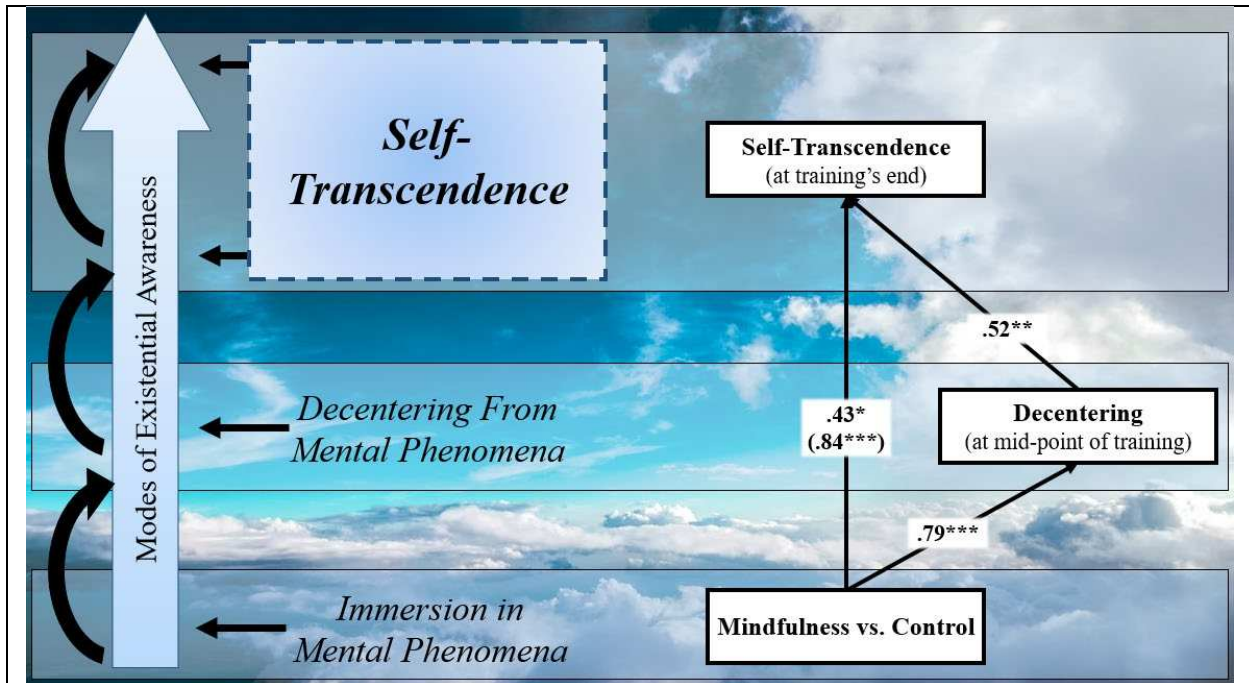 Modes of Existential Awareness
Self-
Transcendence
Decentering From
Mental Phenomena
Immersion in
Mental Phenomena
Self-Transcendence
(at training’s end)
.52**
.43*
(.84***)
Decentering
(at mid-point of training)
.79***
Mindfulness vs. Control